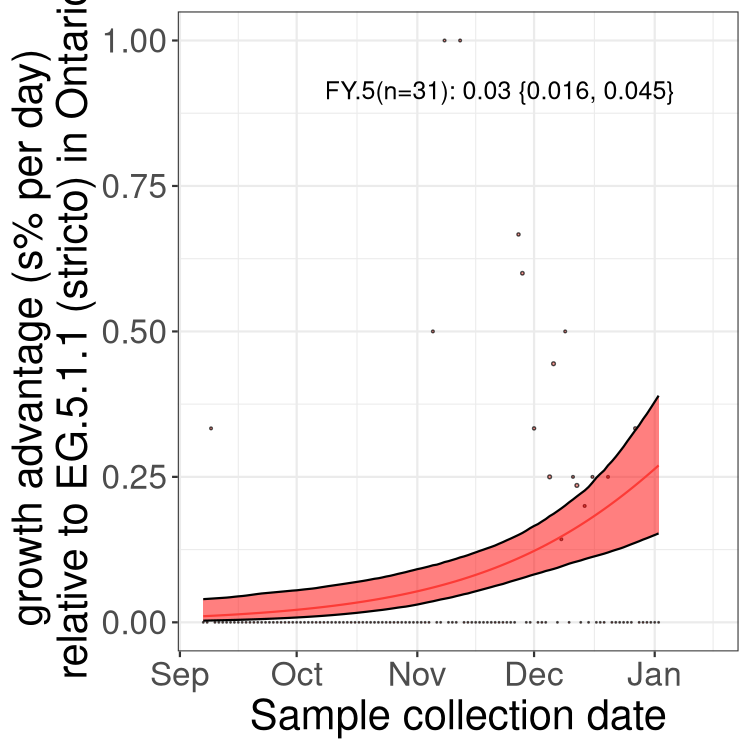 growth advantage (s% per day)
relative to EG.5.1.1 (stricto) in Ontario
1.00
0.75
0.50
0.25
0.00
FY.5(n=31): 0.03 {0.016, 0.045}
Sep Oct Nov Dec Jan
Sample collection date